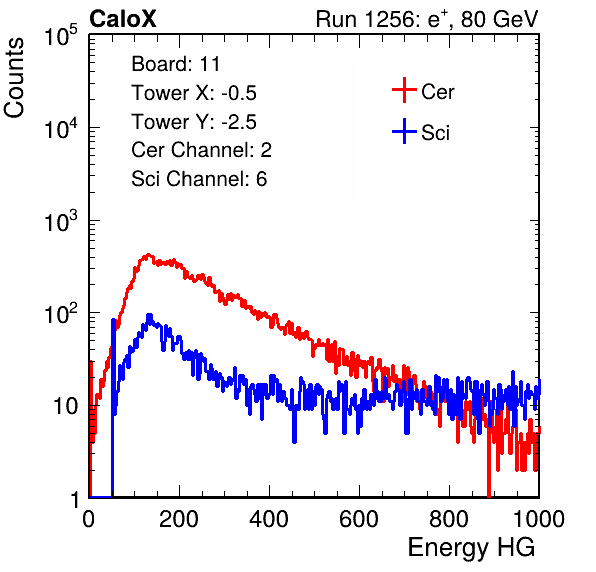 CaloX Run 1256: e⁺, 80 GeV
Counts
10⁵
10⁴
10³
10²
10
1
Board: 11
Tower X: -0.5
Tower Y: -2.5
Cer Channel: 2
Sci Channel: 6
Cer
Sci
0 200 400 600 800 1000
Energy HG